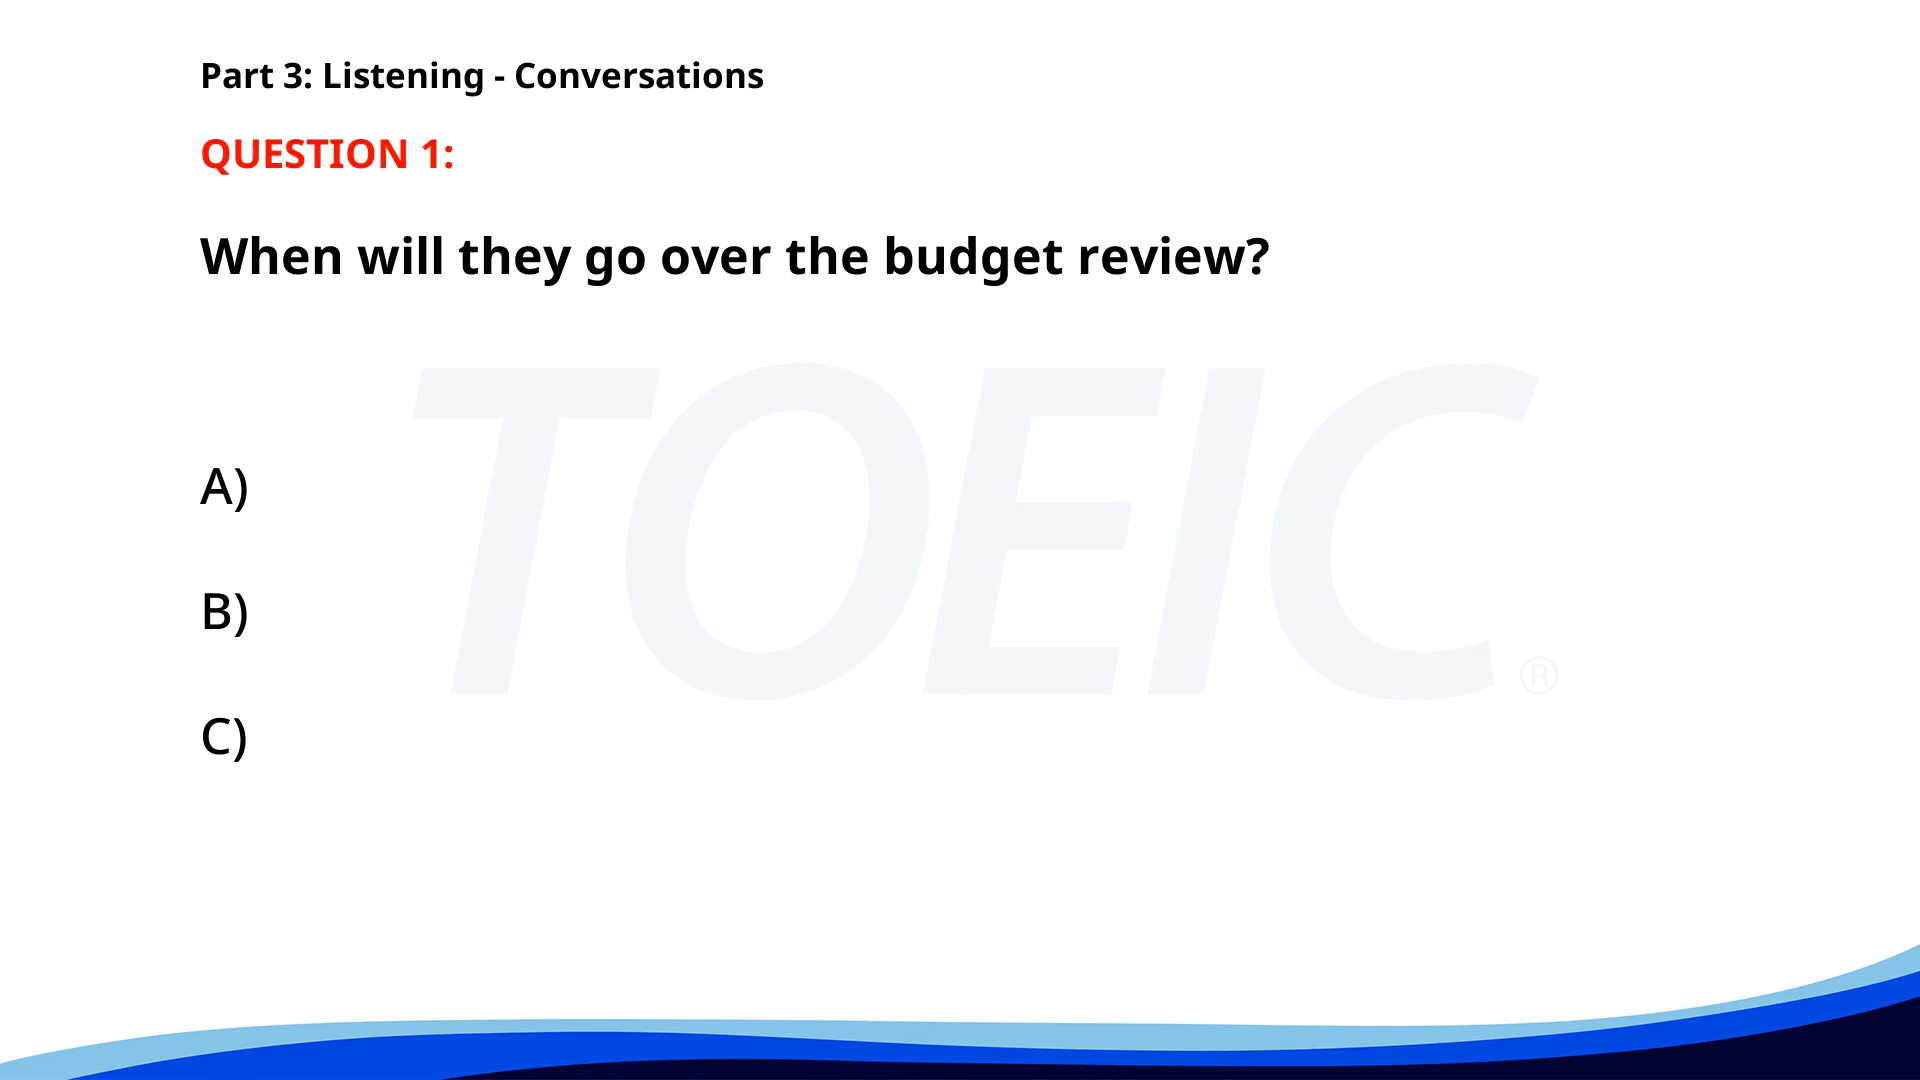 Part 3: Listening - Conversations
QUESTION 1:
When will they go over the budget review?
TOEIC®
A)
B)
C)